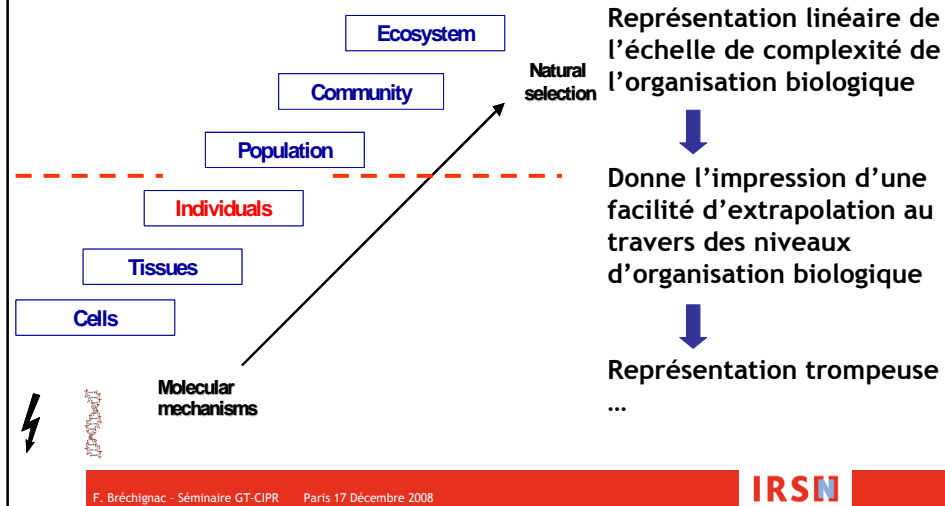 Ecosystem
Community
Population
Individuals
Tissues
Cells
Natural
selection
Molecular
mechanisms
Représentation linéaire de
l’échelle de complexité de
l’organisation biologique
Donne l’impression d’une
facilité d’extrapolation au
travers des niveaux
d’organisation biologique
Représentation trompeuse
…
F. Bréchignac - Séminaire GT-CIPR Paris 17 Décembre 2008
IRSN